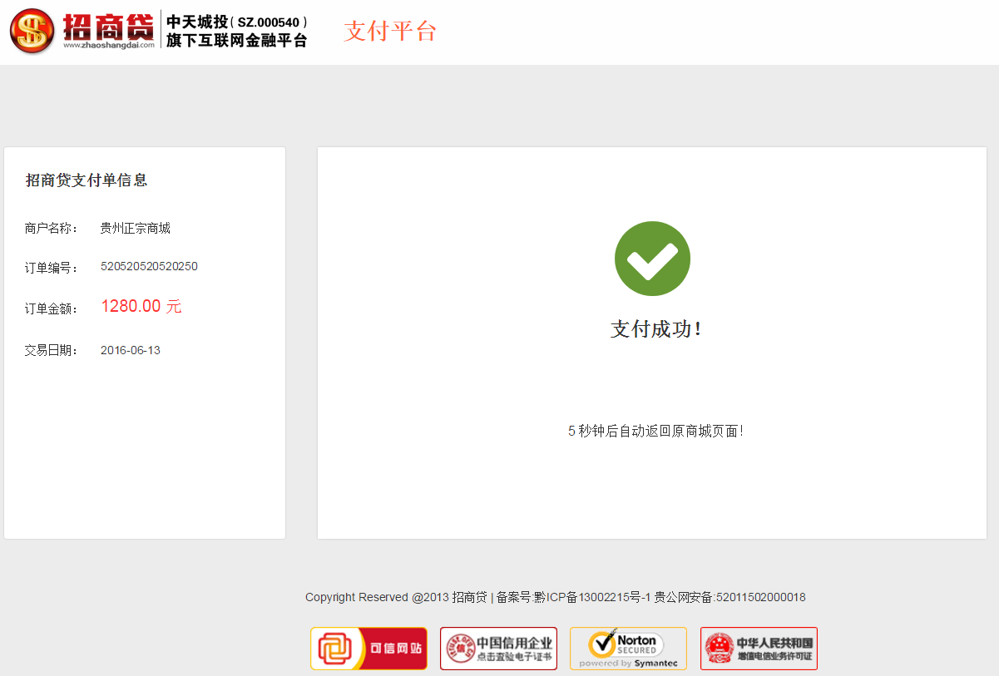 招商贷
www.zhaoshangdai.com
中天城投( SZ.000540 )
旗下互联网金融平台
支付平台
招商贷支付单信息
商户名称： 贵州正宗商城
订单编号： 520520520520250
订单金额： 1280.00 元
交易日期： 2016-06-13
支付成功！
5 秒钟后自动返回原商城页面！
Copyright Reserved @2013 招商贷 | 备案号:黔ICP备13002215号-1 贵公网安备:52011502000018
可信网站
中国信用企业
点击查验电子证书
Norton
SECURED
powered by Symantec
中华人民共和国
增值电信业务许可证